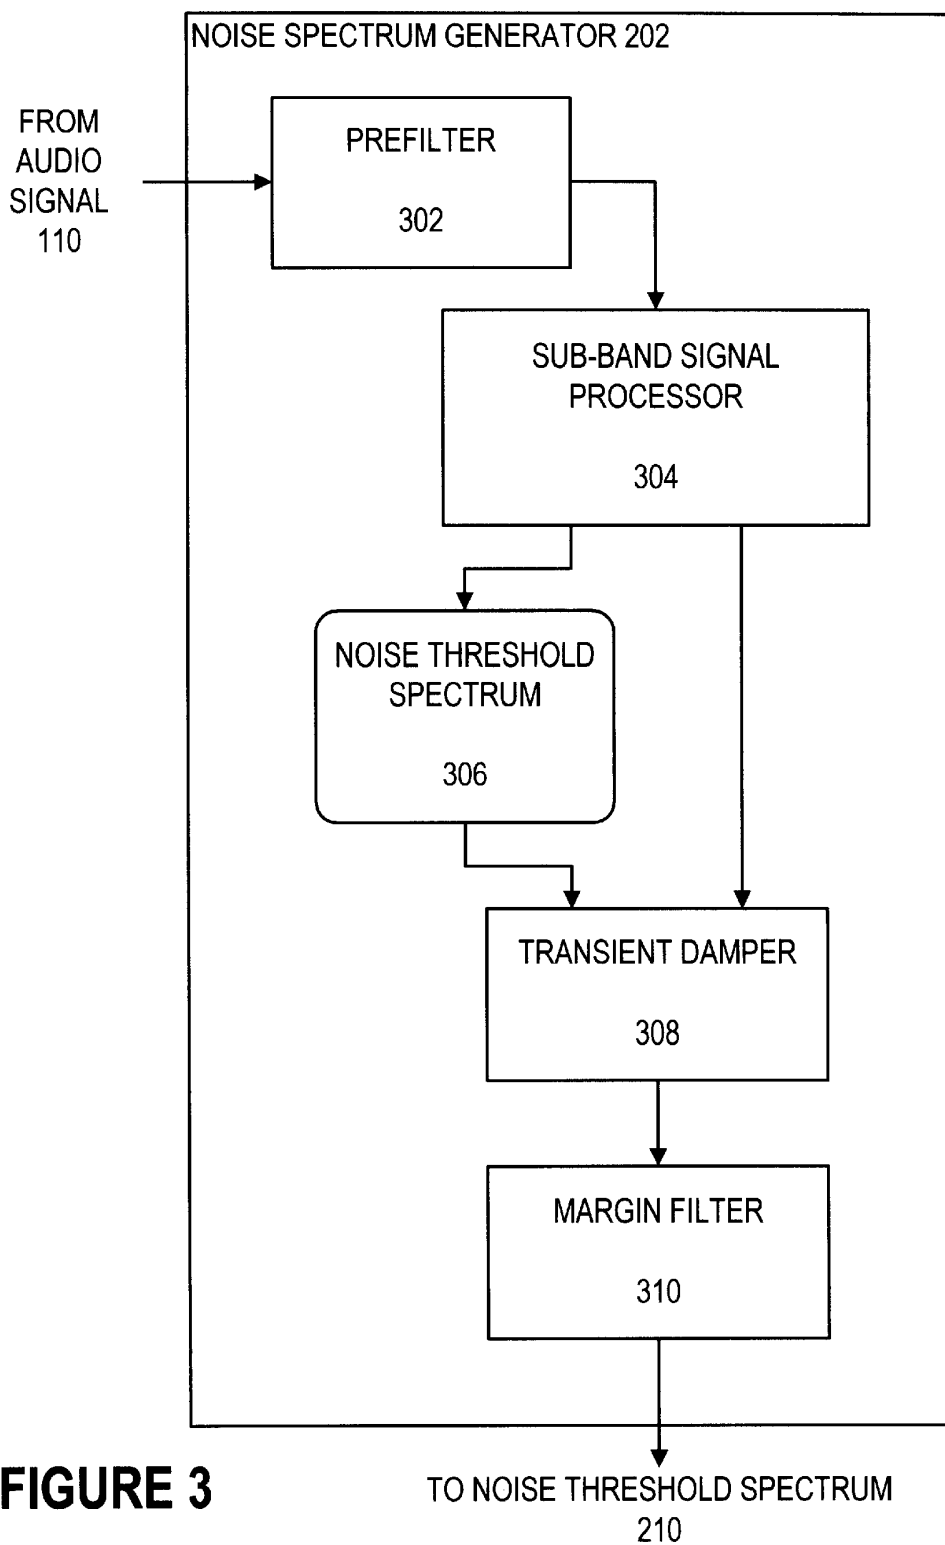 NOISE SPECTRUM GENERATOR 202
FROM
AUDIO
SIGNAL
110
PREFILTER
302
SUB-BAND SIGNAL
PROCESSOR
304
NOISE THRESHOLD
SPECTRUM
306
TRANSIENT DAMPER
308
MARGIN FILTER
310
FIGURE 3
TO NOISE THRESHOLD SPECTRUM
210